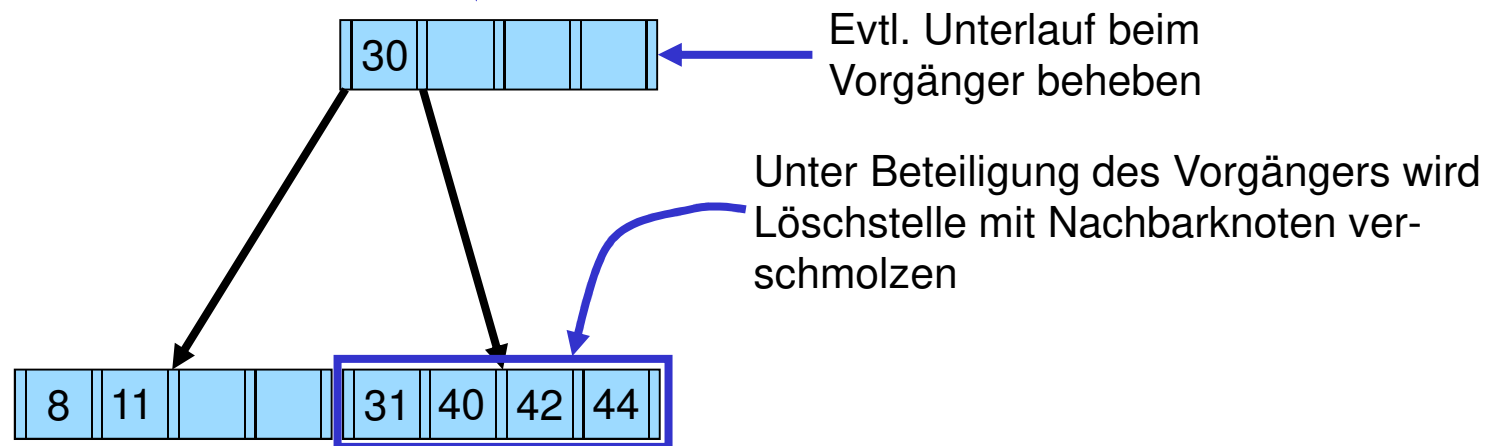 30
Evtl. Unterlauf beim
Vorgänger beheben
Unter Beteiligung des Vorgängers wird
Löschstelle mit Nachbarknoten ver-
schmolzen
8 11 31 40 42 44